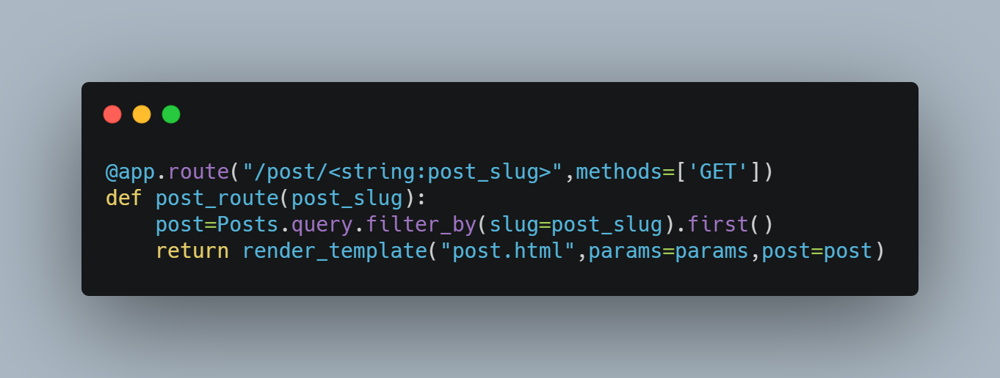 @app.route("/post/<string:post_slug>",methods=['GET'])
def post_route(post_slug):
    post=Posts.query.filter_by(slug=post_slug).first()
    return render_template("post.html",params=params,post=post)